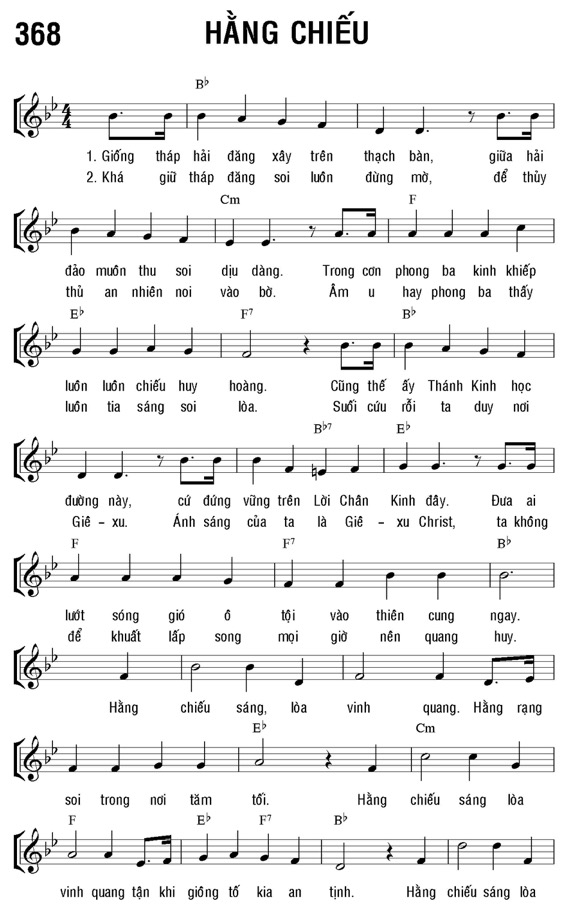 368 HẰNG CHIẾU
B♭
1. Giống tháp hải đăng xây trên thạch bàn, giữa hải
2. Khá giữ tháp đăng soi luôn đừng mờ, để thủy
Cm F
đảo muôn thu soi dịu dàng. Trong cơn phong ba kinh khiếp
thủ an nhiên noi vào bờ. Âm u hay phong ba thấy
E♭ F7 B♭
luôn luôn chiếu huy hoàng. Cũng thế ấy Thánh Kinh học
luôn tia sáng soi lòa. Suối cứu rỗi ta duy nơi
B♭7 E♭
đường này, cứ đứng vững trên Lời Chân Kinh đây. Đưa ai
Giê - xu. Ánh sáng của ta là Giê - xu Christ, ta không
F F7 B♭
lướt sóng gió ồ tội vào thiên cung ngay.
để khuất lấp song mọi giờ nên quang huy.
Hằng chiếu sáng, lòa vinh quang. Hằng rạng
E♭ Cm
soi trong nơi tăm tối. Hằng chiếu sáng lòa
F E♭ F7 B♭
vinh quang tận khi giông tố kia an tịnh. Hằng chiếu sáng lòa